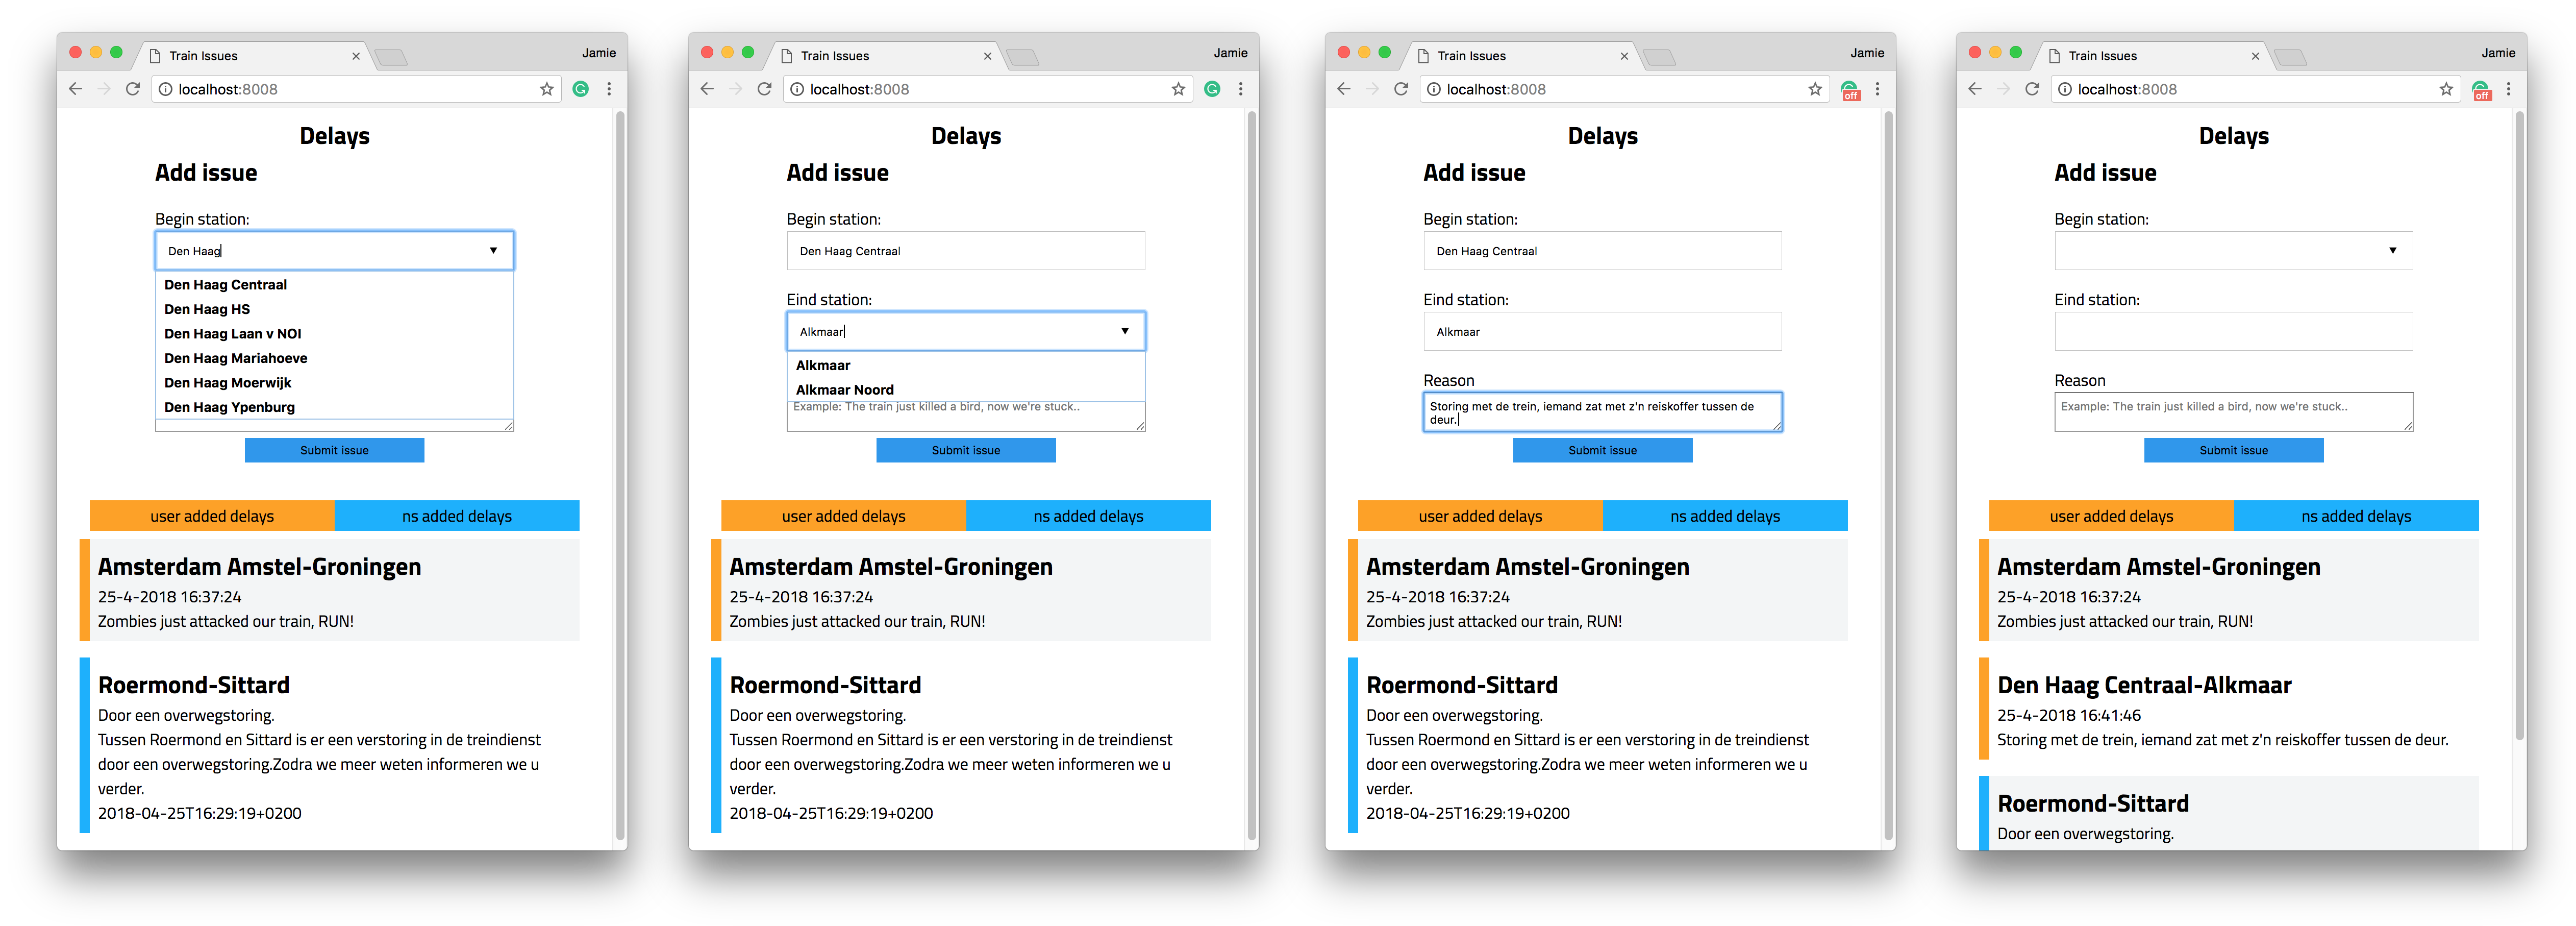 Train Issues
Jamie
localhost:8008
Delays
Add issue
Begin station:
Den Haag
Den Haag Centraal
Den Haag HS
Den Haag Laan v NOI
Den Haag Mariahoeve
Den Haag Moerwijk
Den Haag Ypenburg
Submit issue
user added delays
ns added delays
Amsterdam Amstel-Groningen
25-4-2018 16:37:24
Zombies just attacked our train, RUN!
Roermond-Sittard
Door een overwegstoring.
Tussen Roermond en Sittard is er een verstoring in de treindienst
door een overwegstoring.Zodra we meer weten informeren we u
verder.
2018-04-25T16:29:19+0200
Train Issues
Jamie
localhost:8008
Delays
Add issue
Begin station:
Den Haag Centraal
Eind station:
Alkmaar
Alkmaar
Alkmaar Noord
Example: The train just killed a bird, now we're stuck..
Submit issue
user added delays
ns added delays
Amsterdam Amstel-Groningen
25-4-2018 16:37:24
Zombies just attacked our train, RUN!
Roermond-Sittard
Door een overwegstoring.
Tussen Roermond en Sittard is er een verstoring in de treindienst
door een overwegstoring.Zodra we meer weten informeren we u
verder.
2018-04-25T16:29:19+0200
Train Issues
Jamie
localhost:8008
off
Delays
Add issue
Begin station:
Den Haag Centraal
Eind station:
Alkmaar
Reason
Storing met de trein, iemand zat met z'n reiskoffer tussen de
deur.
Submit issue
user added delays
ns added delays
Amsterdam Amstel-Groningen
25-4-2018 16:37:24
Zombies just attacked our train, RUN!
Roermond-Sittard
Door een overwegstoring.
Tussen Roermond en Sittard is er een verstoring in de treindienst
door een overwegstoring.Zodra we meer weten informeren we u
verder.
2018-04-25T16:29:19+0200
Train Issues
Jamie
localhost:8008
off
Delays
Add issue
Begin station:
Eind station:
Reason
Example: The train just killed a bird, now we're stuck..
Submit issue
user added delays
ns added delays
Amsterdam Amstel-Groningen
25-4-2018 16:37:24
Zombies just attacked our train, RUN!
Den Haag Centraal-Alkmaar
25-4-2018 16:41:46
Storing met de trein, iemand zat met z'n reiskoffer tussen de deur.
Roermond-Sittard
Door een overwegstoring.